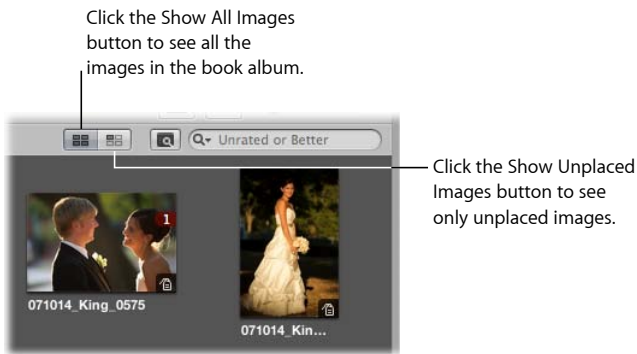 Click the Show All Images
button to see all the
images in the book album.
Unrated or Better
Click the Show Unplaced
Images button to see
only unplaced images.
1
071014_King_0575
071014_Kin...